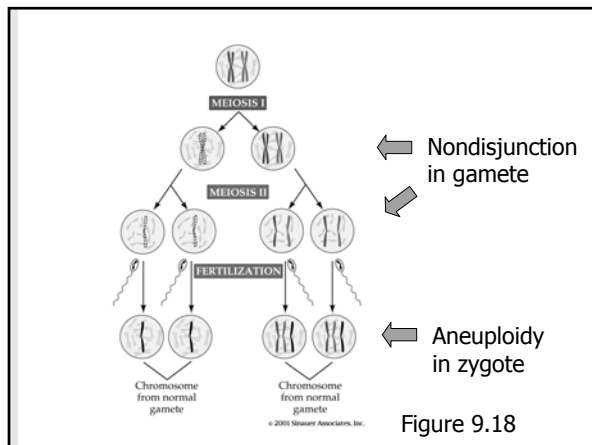 MEIOSIS I
Nondisjunction
in gamete
MEIOSIS II
FERTILIZATION
Aneuploidy
in zygote
Chromosome
from normal
gamete
Chromosome
from normal
gamete
© 2001 Sinauer Associates, Inc.
Figure 9.18